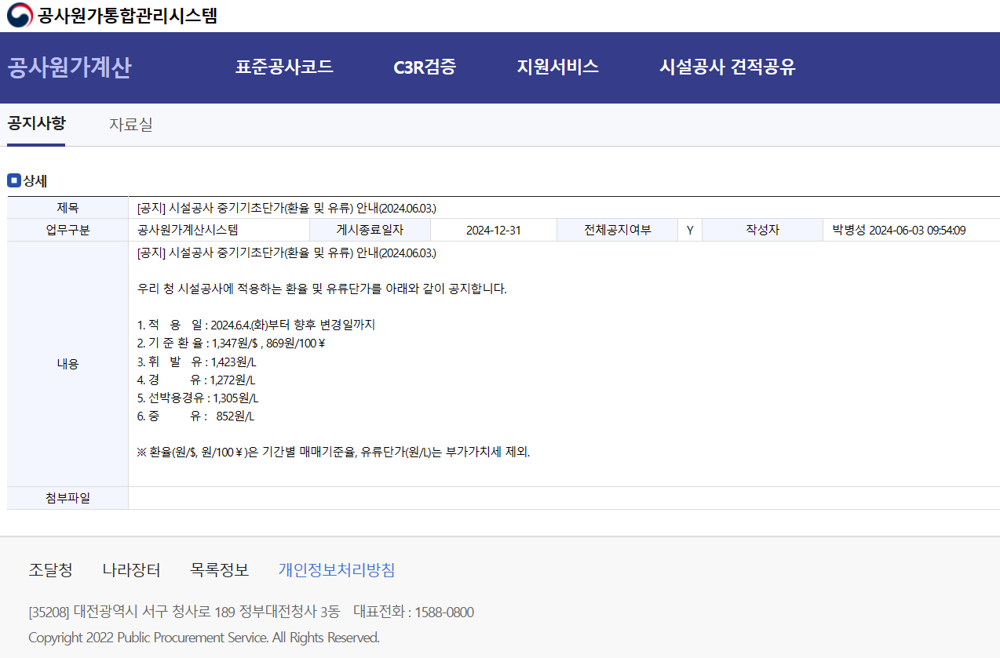 공사원가통합관리시스템
공사원가계산 표준공사코드 C3R검증 지원서비스 시설공사 견적공유
공지사항 자료실
상세
제목 [공지] 시설공사 중기기초단가(환율 및 유류) 안내(2024.06.03.)
업무구분 공사원가계산시스템 게시종료일자 2024-12-31 전체공지여부 Y 작성자 박병성 2024-06-03 09:54:09
내용
[공지] 시설공사 중기기초단가(환율 및 유류) 안내(2024.06.03.)
우리 청 시설공사에 적용하는 환율 및 유류단가를 아래와 같이 공지합니다.
1. 적 용 일 : 2024.6.4.(화)부터 향후 변경일까지
2. 기 준 환 율 : 1,347원/$ , 869원/100￥
3. 휘 발 유 : 1,423원/L
4. 경 유 : 1,272원/L
5. 선박용경유 : 1,305원/L
6. 중 유 : 852원/L
※ 환율(원/$, 원/100￥)은 기간별 매매기준율, 유류단가(원/L)는 부가가치세 제외.
첨부파일
조달청 나라장터 목록정보 개인정보처리방침
[35208] 대전광역시 서구 청사로 189 정부대전청사 3동 대표전화 : 1588-0800
Copyright 2022 Public Procurement Service. All Rights Reserved.